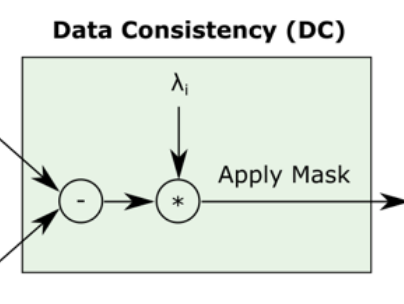 Data Consistency (DC)
λi
Apply Mask
-
*